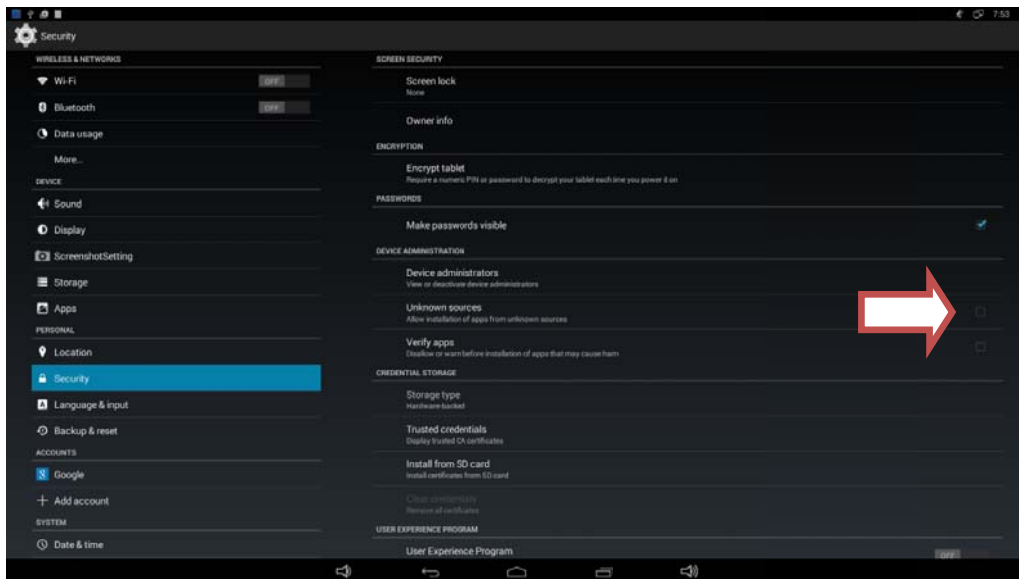 7:53
Security
WIRELESS & NETWORKS
Wi-Fi OFF
Bluetooth OFF
Data usage
More...
DEVICE
Sound
Display
ScreenshotSetting
Storage
Apps
PERSONAL
Location
Security
Language & input
Backup & reset
ACCOUNTS
Google
Add account
SYSTEM
Date & time
SCREEN SECURITY
Screen lock
None
Owner info
ENCRYPTION
Encrypt tablet
Require a numeric PIN or password to decrypt your tablet each time you power it on
PASSWORDS
Make passwords visible
DEVICE ADMINISTRATION
Device administrators
View or deactivate device administrators
Unknown sources
Allow installation of apps from unknown sources
Verify apps
Disallow or warn before installation of apps that may cause harm
CREDENTIAL STORAGE
Storage type
Hardware-backed
Trusted credentials
Display trusted CA certificates
Install from SD card
Install certificates from SD card
Clear credentials
Remove all certificates
USER EXPERIENCE PROGRAM
User Experience Program OFF